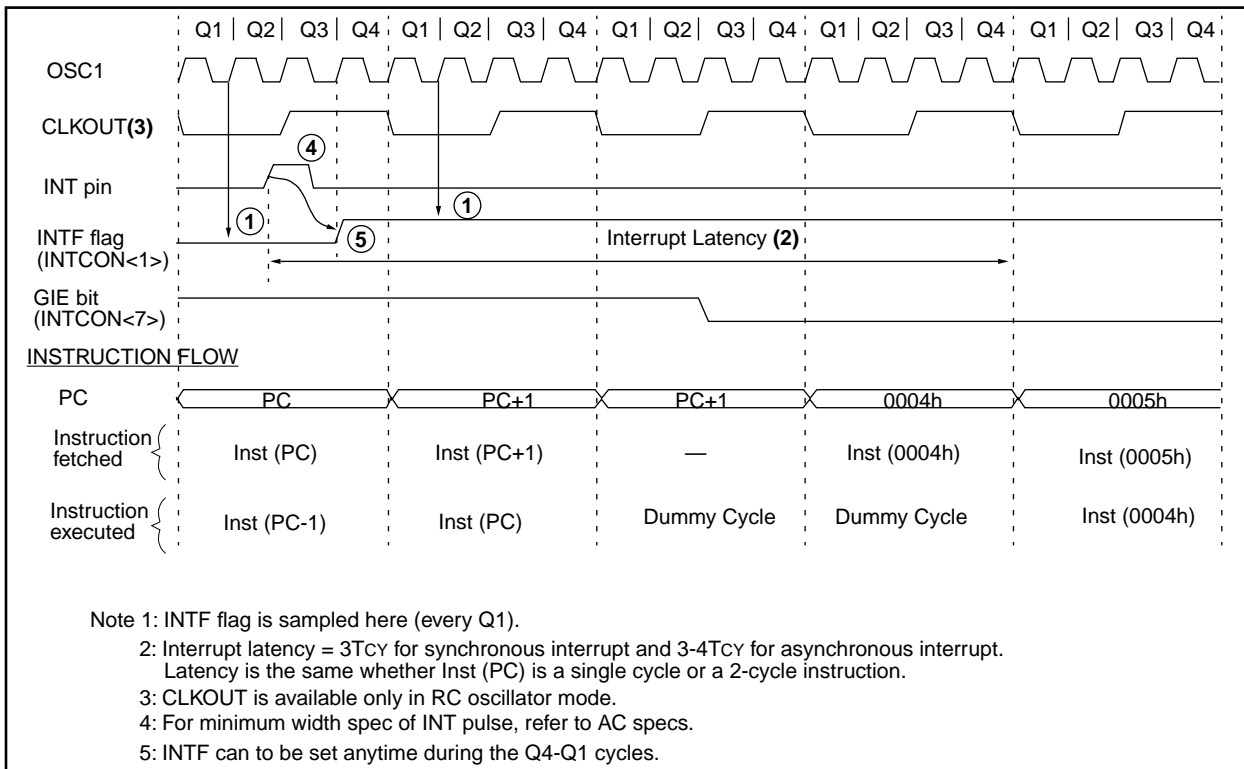 Q1 | Q2 | Q3 | Q4 Q1 | Q2 | Q3 | Q4 Q1 | Q2 | Q3 | Q4 Q1 | Q2 | Q3 | Q4 Q1 | Q2 | Q3 | Q4
OSC1
CLKOUT(3)
4
INT pin
1
1
5
INTF flag
(INTCON<1>)
Interrupt Latency (2)
GIE bit
(INTCON<7>)
INSTRUCTION FLOW
PC
PC PC+1 PC+1 0004h 0005h
Instruction
fetched
Inst (PC) Inst (PC+1) — Inst (0004h) Inst (0005h)
Instruction
executed
Inst (PC-1) Inst (PC) Dummy Cycle Dummy Cycle Inst (0004h)
Note 1: INTF flag is sampled here (every Q1).
2: Interrupt latency = 3TCY for synchronous interrupt and 3-4TCY for asynchronous interrupt.
Latency is the same whether Inst (PC) is a single cycle or a 2-cycle instruction.
3: CLKOUT is available only in RC oscillator mode.
4: For minimum width spec of INT pulse, refer to AC specs.
5: INTF can to be set anytime during the Q4-Q1 cycles.